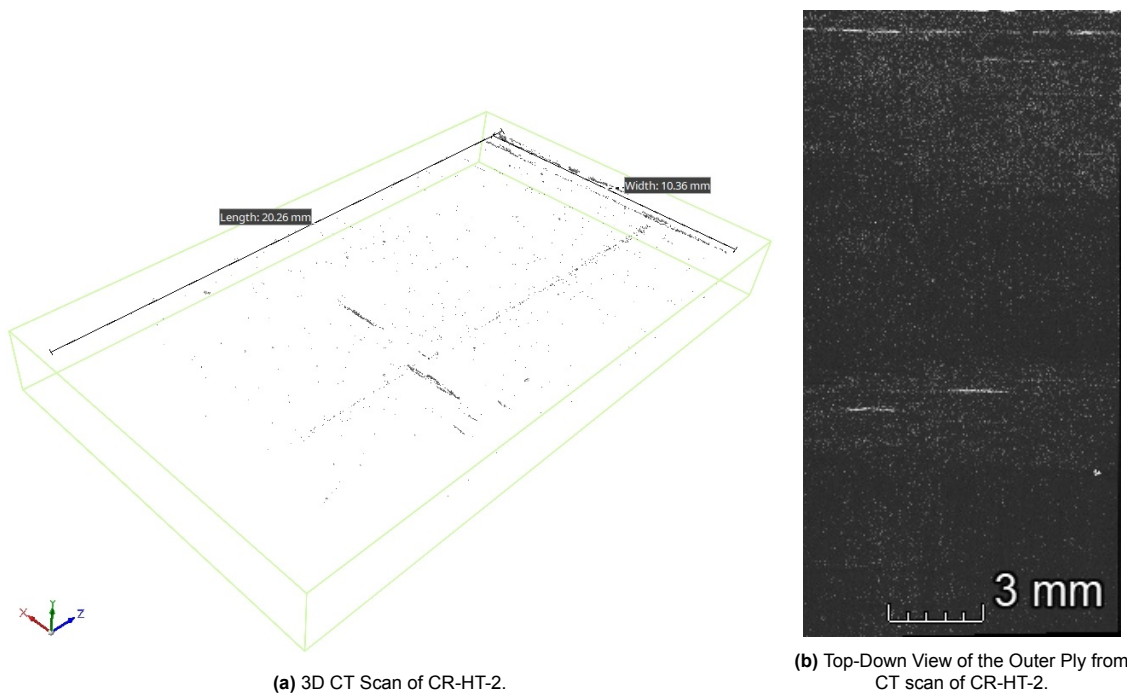 Length: 20.26 mm
Width: 10.36 mm
X
Y
Z
(a) 3D CT Scan of CR-HT-2.
3 mm
(b) Top-Down View of the Outer Ply from
CT scan of CR-HT-2.